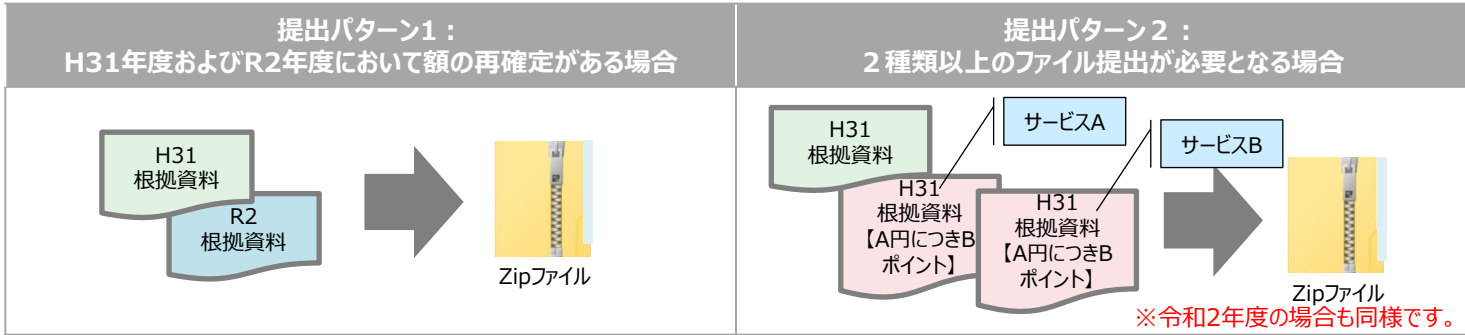 提出パターン1：
H31年度およびR2年度において額の再確定がある場合
提出パターン２：
２種類以上のファイル提出が必要となる場合
H31
根拠資料
R2
根拠資料
Zipファイル
H31
根拠資料
サービスA
サービスB
H31
根拠資料
【A円につきB
ポイント】
H31
根拠資料
【A円につきB
ポイント】
Zipファイル
※令和2年度の場合も同様です。